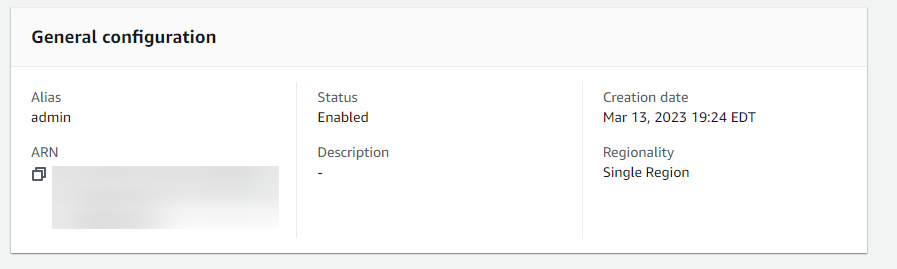 General configuration
Alias
admin
ARN
Status
Enabled
Description
-
Creation date
Mar 13, 2023 19:24 EDT
Regionality
Single Region